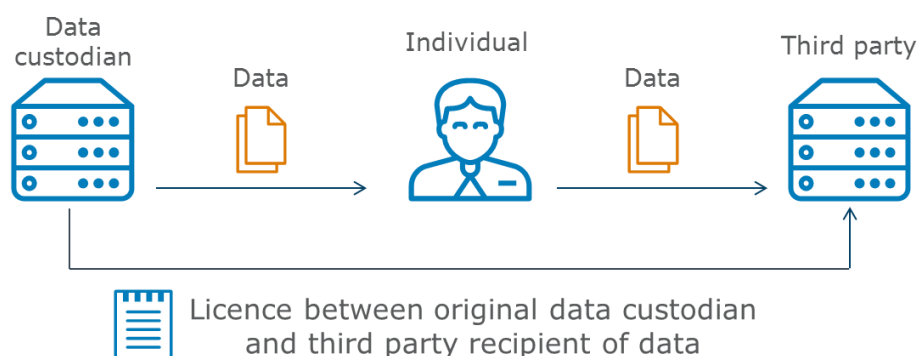 Data
custodian
Data
Individual
Data
Third party
Licence between original data custodian
and third party recipient of data